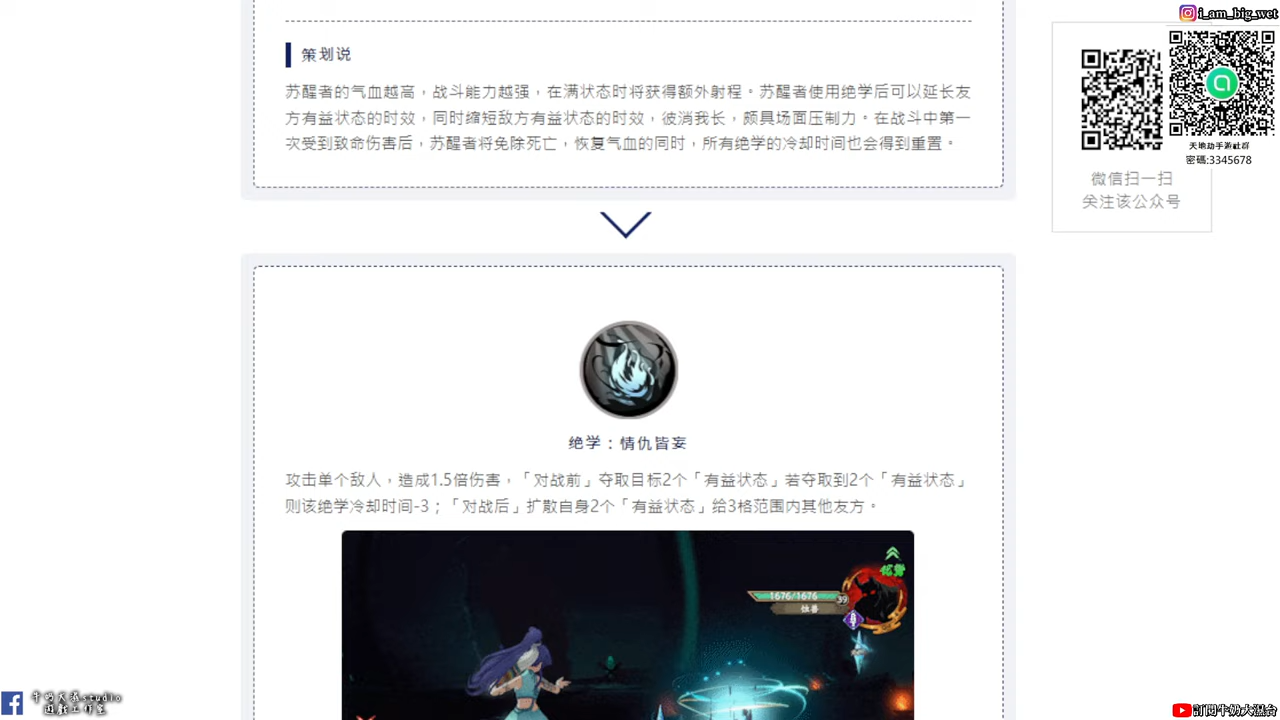 i_am_big_wet
策划说
苏醒者的气血越高，战斗能力越强，在满状态时将获得额外射程。苏醒者使用绝学后可以延长友
方有益状态的时效，同时缩短敌方有益状态的时效，彼消我长，颇具场面压制力。在战斗中第一
次受到致命伤害后，苏醒者将免除死亡，恢复气血的同时，所有绝学的冷却时间也会得到重置。
天地劫手游社群
密碼:3345678
微信扫一扫
关注该公众号
绝学：情仇皆妄
攻击单个敌人，造成1.5倍伤害，「对战前」夺取目标2个「有益状态」若夺取到2个「有益状态」
则该绝学冷却时间-3；「对战后」扩散自身2个「有益状态」给3格范围内其他友方。
优势
1676/1676
39
蚀兽
牛奶大叔studio
遊戲工作室
訂閱牛奶大混合